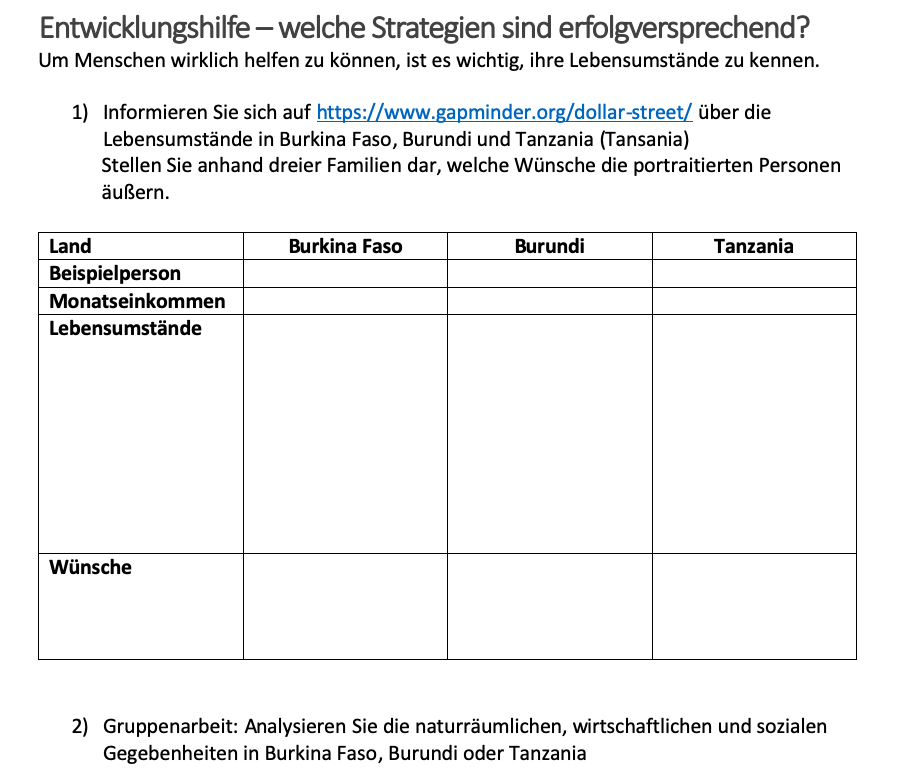 Entwicklungshilfe – welche Strategien sind erfolgversprechend?
Um Menschen wirklich helfen zu können, ist es wichtig, ihre Lebensumstände zu kennen.
1) Informieren Sie sich auf https://www.gapminder.org/dollar-street/ über die
Lebensumstände in Burkina Faso, Burundi und Tanzania (Tansania)
Stellen Sie anhand dreier Familien dar, welche Wünsche die portraitierten Personen
äußern.
Land Burkina Faso Burundi Tanzania
Beispielperson
Monatseinkommen
Lebensumstände
Wünsche
2) Gruppenarbeit: Analysieren Sie die naturräumlichen, wirtschaftlichen und sozialen
Gegebenheiten in Burkina Faso, Burundi oder Tanzania